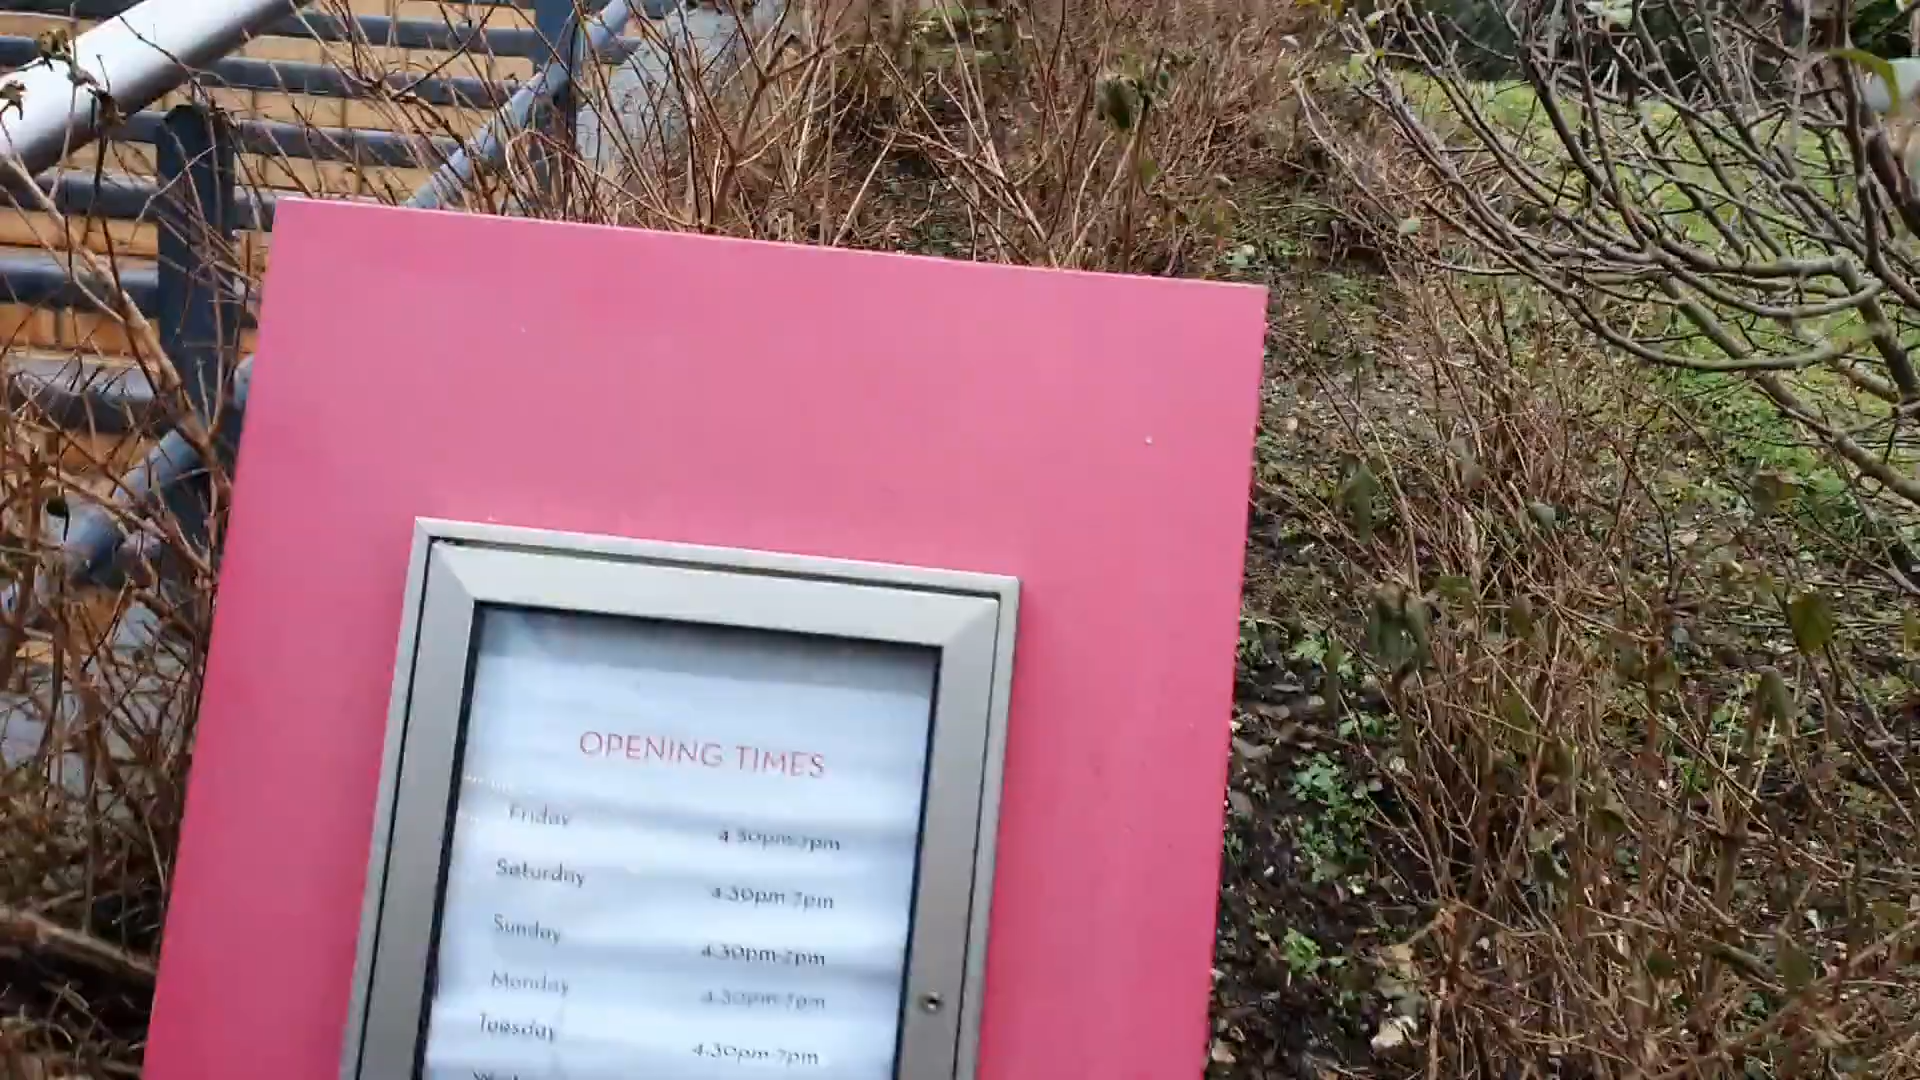 OPENING TIMES
Friday 4.30pm-7pm
Saturday 4.30pm-7pm
Sunday 4.30pm-7pm
Monday 4.30pm-7pm
Tuesday 4.30pm-7pm